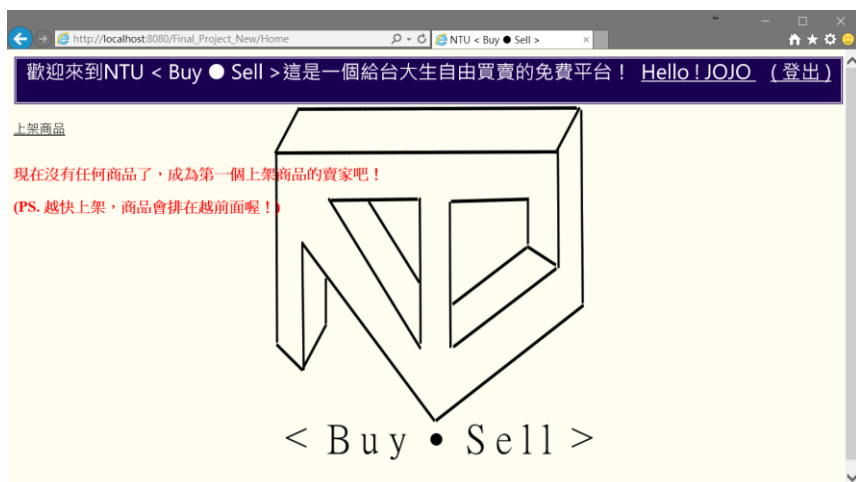 http://localhost:8080/Final_Project_New/Home
NTU < Buy ● Sell >
歡迎來到NTU < Buy ● Sell >這是一個給台大生自由買賣的免費平台! Hello ! JOJO (登出)
上架商品
現在沒有任何商品了,成為第一個上架商品的賣家吧!
(PS. 越快上架,商品會排在越前面喔!)
< Buy ● Sell >